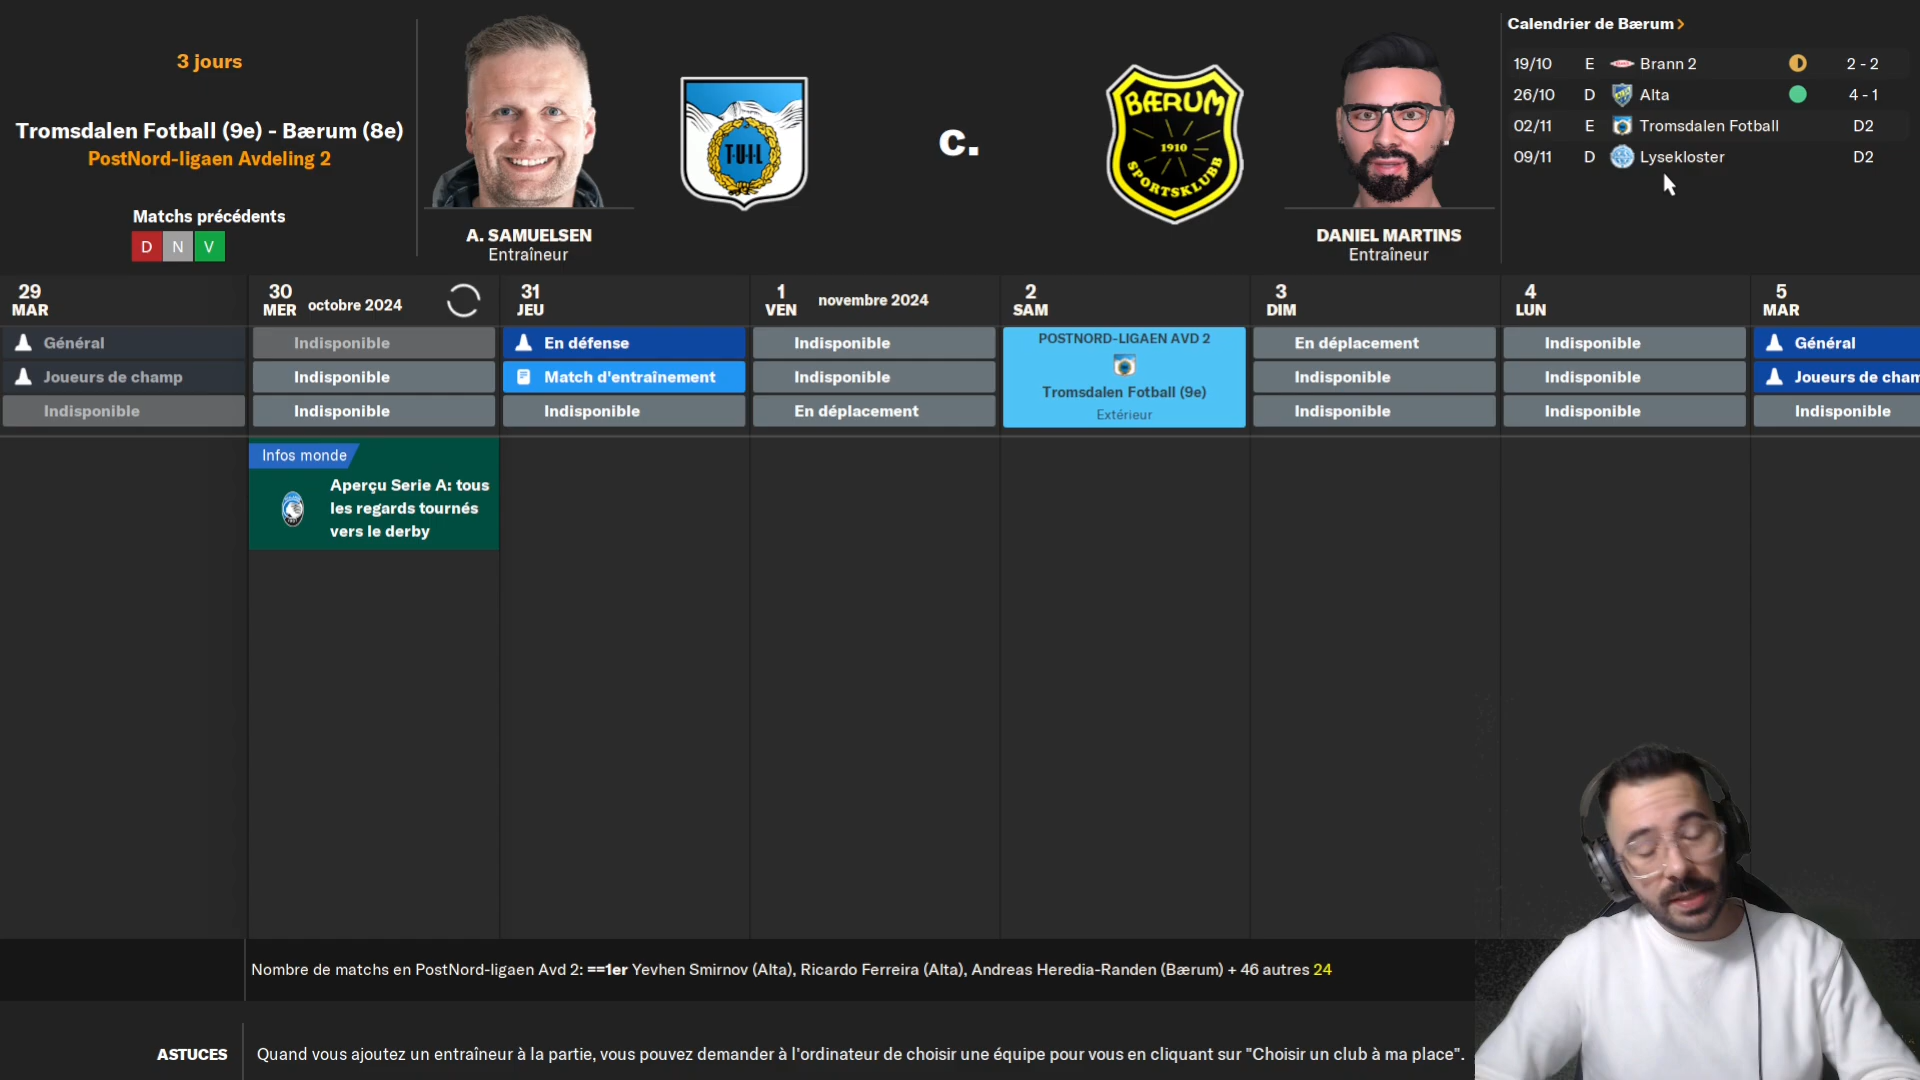 3 jours
Tromsdalen Fotball (9e) - Bærum (8e)
PostNord-ligaen Avdeling 2
Matchs précédents
D N V
T·U·I·L
A. SAMUELSEN
Entraîneur
c.
BÆRUM
1910
SPORTSKLUBB
DANIEL MARTINS
Entraîneur
Calendrier de Bærum >
19/10 E Brann 2 2 - 2
26/10 D Alta 4 - 1
02/11 E Tromsdalen Fotball D2
09/11 D Lysekloster D2
29 MAR
Général
Joueurs de champ
Indisponible
30 MER octobre 2024
Indisponible
Indisponible
Indisponible
31 JEU
En défense
Match d'entraînement
Indisponible
1 VEN novembre 2024
Indisponible
Indisponible
En déplacement
2 SAM
POSTNORD-LIGAEN AVD 2
Tromsdalen Fotball (9e)
Extérieur
3 DIM
En déplacement
Indisponible
Indisponible
4 LUN
Indisponible
Indisponible
Indisponible
5 MAR
Général
Joueurs de cham
Indisponible
Infos monde
Aperçu Serie A: tous
les regards tournés
vers le derby
Nombre de matchs en PostNord-ligaen Avd 2: ==1er Yevhen Smirnov (Alta), Ricardo Ferreira (Alta), Andreas Heredia-Randen (Bærum) + 46 autres 24
ASTUCES
Quand vous ajoutez un entraîneur à la partie, vous pouvez demander à l'ordinateur de choisir une équipe pour vous en cliquant sur "Choisir un club à ma place".